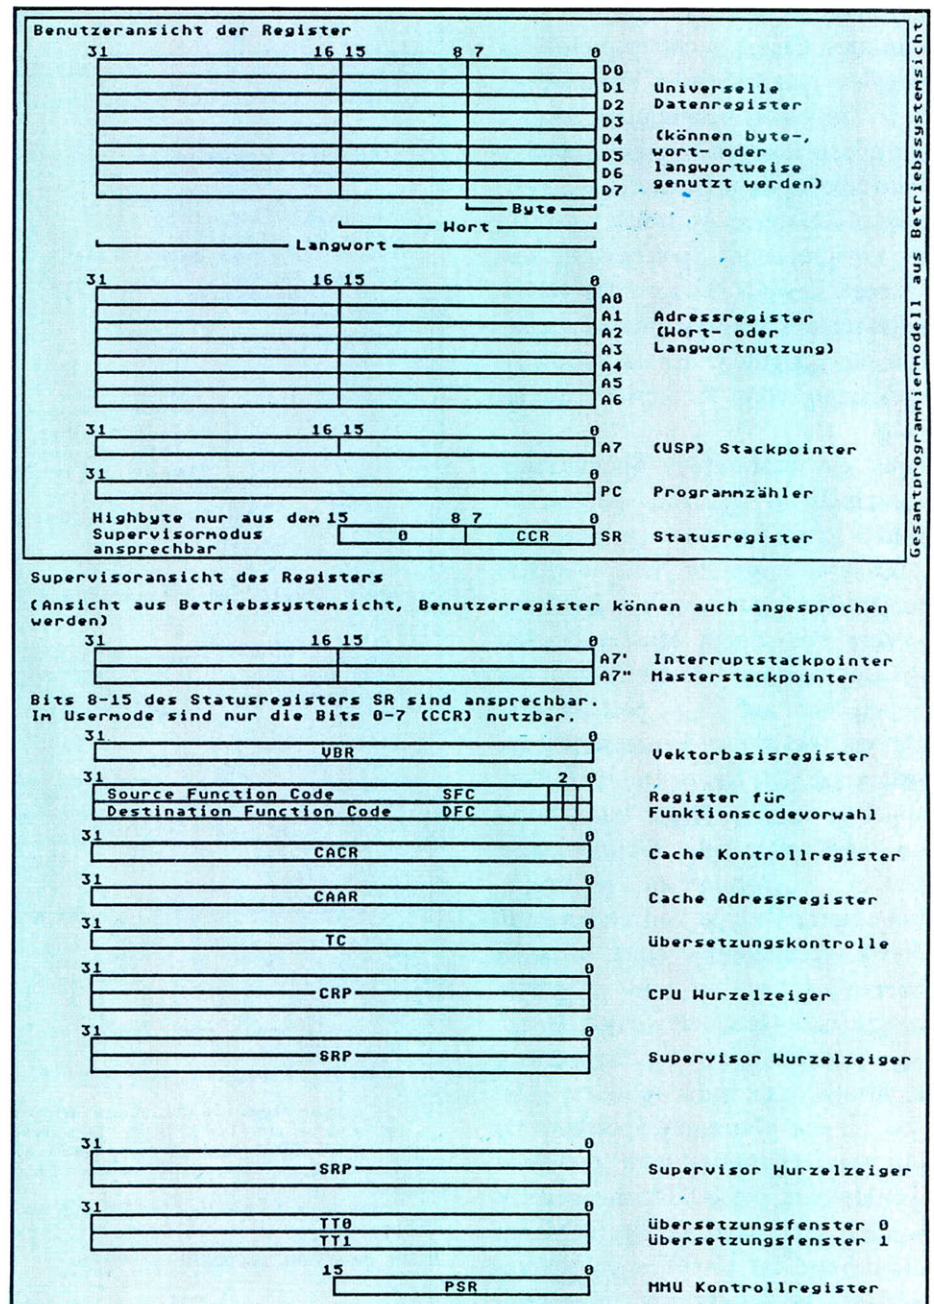 Benutzeransicht der Register
31 16 15 8 7 0
D0
D1 Universelle
D2 Datenregister
D3
D4 (können byte-,
D5 wort- oder
D6 langwortweise
D7 genutzt werden)
Byte
Wort
Langwort
31 16 15 0
A0
A1 Adressregister
A2 (Wort- oder
A3 Langwortnutzung)
A4
A5
A6
31 16 15 0
A7 (USP) Stackpointer
31 0
PC Programmzähler
Highbyte nur aus dem 15 8 7 0
Supervisormodus 0 CCR SR Statusregister
ansprechbar
Gesamtprogrammiermodell aus Betriebssystemsicht
Supervisoransicht des Registers
(Ansicht aus Betriebssystemsicht, Benutzerregister können auch angesprochen
werden)
31 16 15 0
A7' Interruptstackpointer
A7" Masterstackpointer
Bits 8-15 des Statusregisters SR sind ansprechbar.
Im Usermode sind nur die Bits 0-7 (CCR) nutzbar.
31 0
VBR Vektorbasisregister
31 2 0
Source Function Code SFC Register für
Destination Function Code DFC Funktionscodevorwahl
31 0
CACR Cache Kontrollregister
31 0
CAAR Cache Adressregister
31 0
TC Übersetzungskontrolle
31 0
CRP CPU Wurzelzeiger
31 0
SRP Supervisor Wurzelzeiger
31 0
SRP Supervisor Wurzelzeiger
31 0
TT0 Übersetzungsfenster 0
TT1 Übersetzungsfenster 1
15 0
PSR MMU Kontrollregister